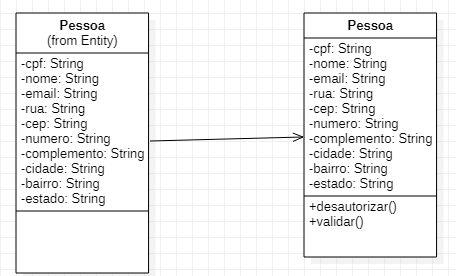 Pessoa
(from Entity)
-cpf: String
-nome: String
-email: String
-rua: String
-cep: String
-numero: String
-complemento: String
-cidade: String
-bairro: String
-estado: String
Pessoa
-cpf: String
-nome: String
-email: String
-rua: String
-cep: String
-numero: String
-complemento: String
-cidade: String
-bairro: String
-estado: String
+desautorizar()
+validar()